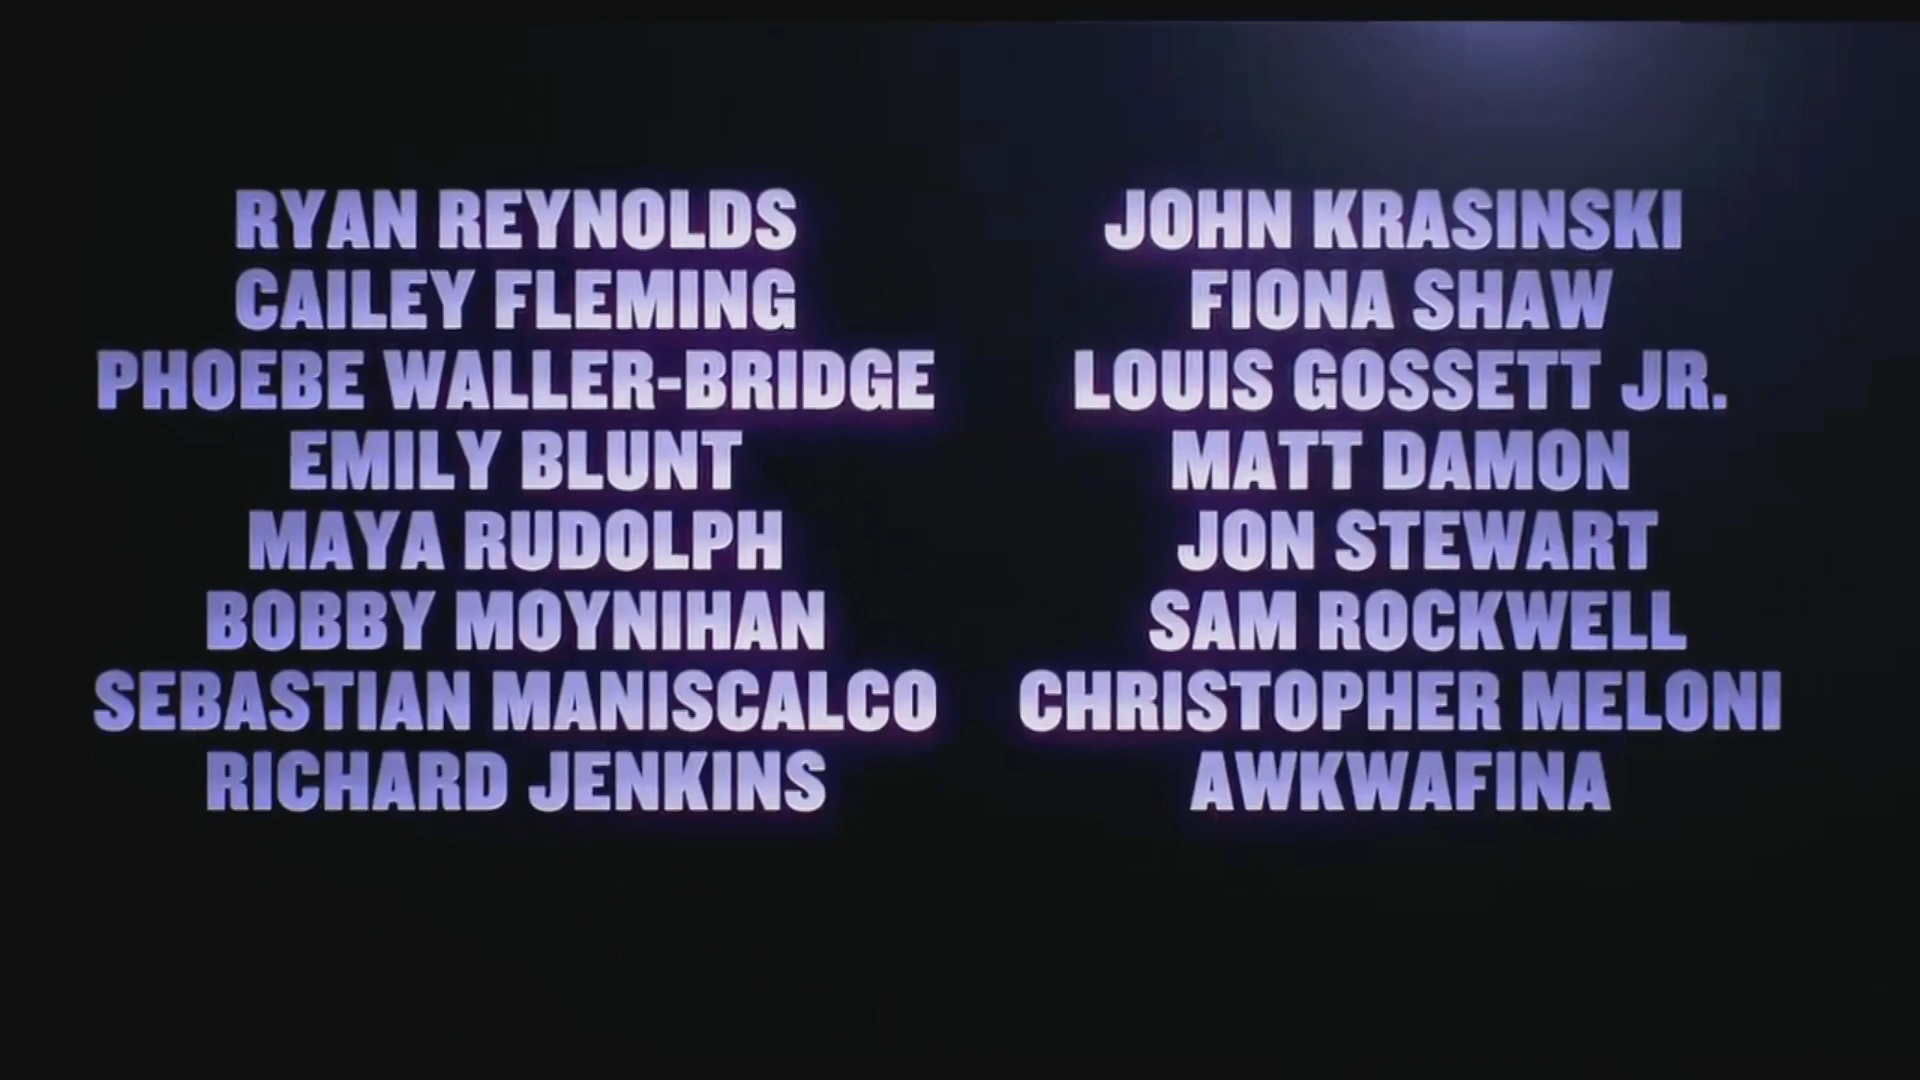 RYAN REYNOLDS
CAILEY FLEMING
PHOEBE WALLER-BRIDGE
EMILY BLUNT
MAYA RUDOLPH
BOBBY MOYNIHAN
SEBASTIAN MANISCALCO
RICHARD JENKINS
JOHN KRASINSKI
FIONA SHAW
LOUIS GOSSETT JR.
MATT DAMON
JON STEWART
SAM ROCKWELL
CHRISTOPHER MELONI
AWKWAFINA